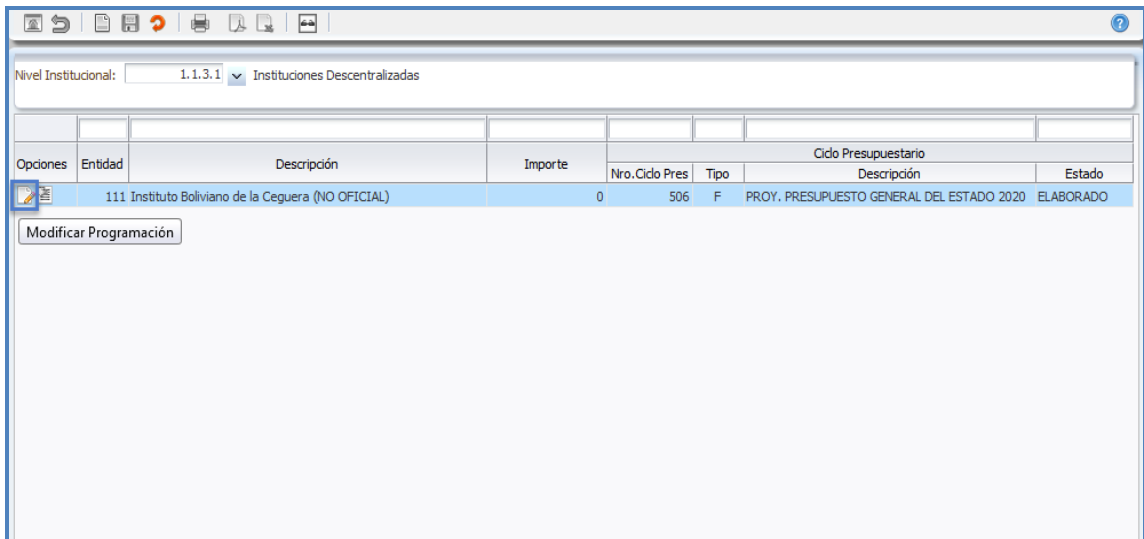 ?
Nivel Institucional: 1.1.3.1 Instituciones Descentralizadas
Ciclo Presupuestario
Opciones Entidad Descripción Importe Nro.Ciclo Pres Tipo Descripción Estado
111 Instituto Boliviano de la Ceguera (NO OFICIAL) 0 506 F PROY. PRESUPUESTO GENERAL DEL ESTADO 2020 ELABORADO
Modificar Programación